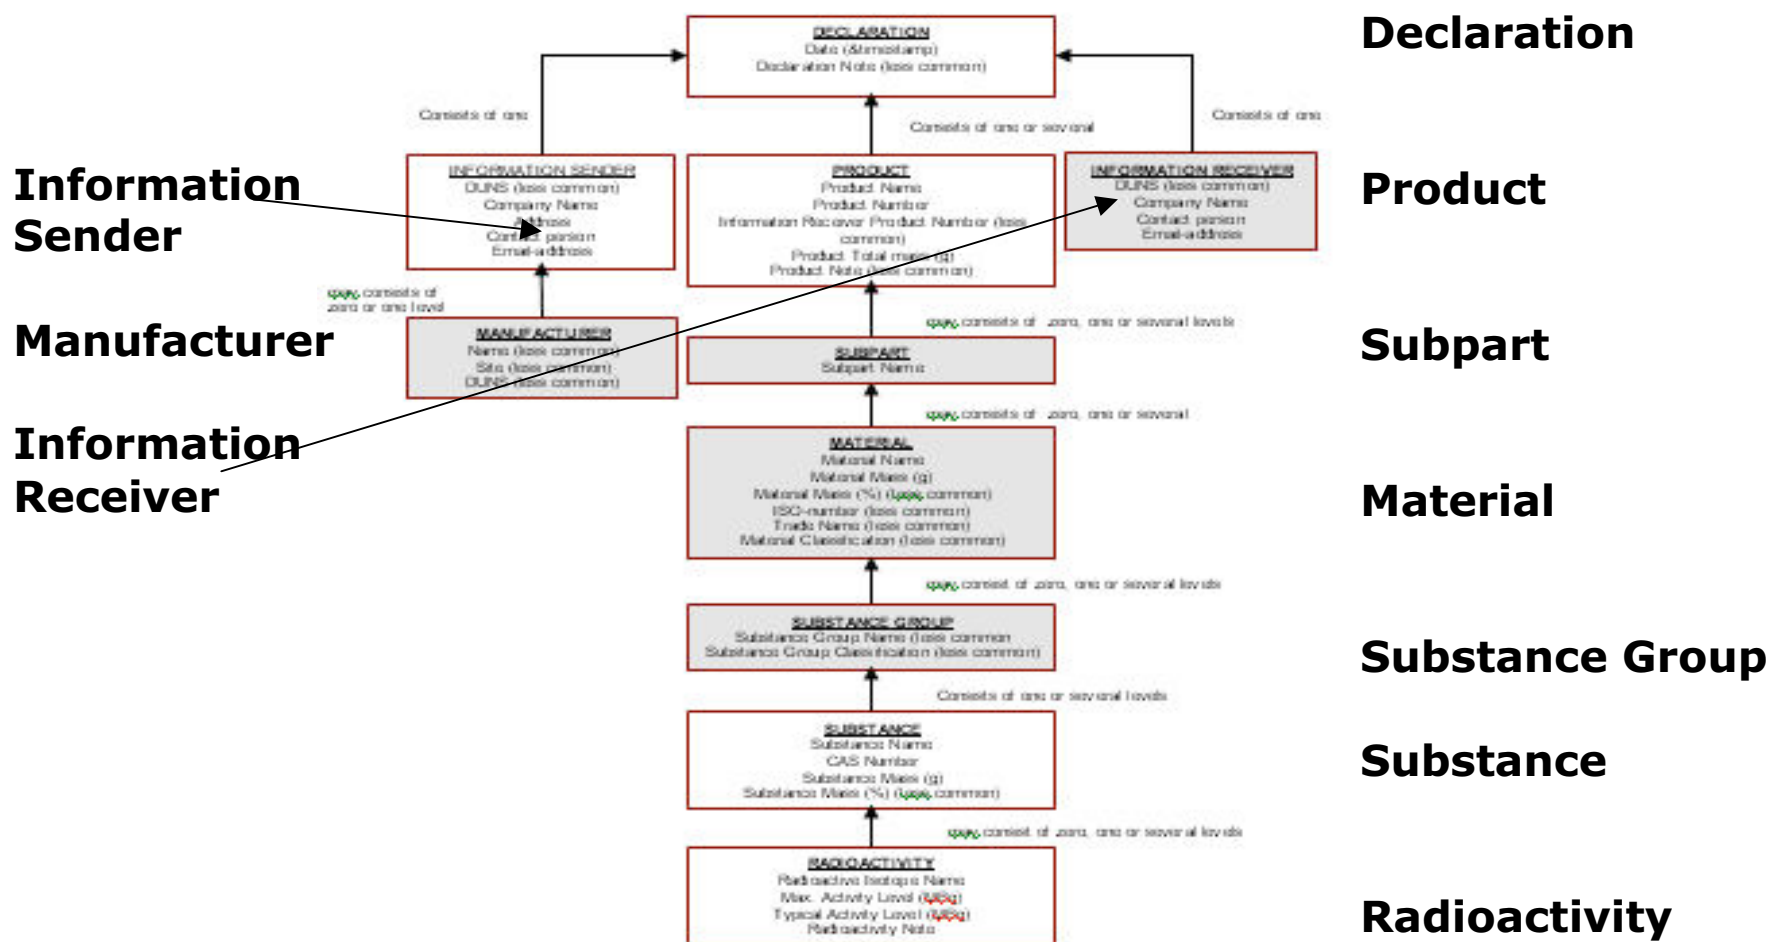 Declaration
DECLARATION
Date (&timestamp)
Declaration Note (less common)
Consists of one
Consists of one or several
Consists of one
Information
Sender
INFORMATION SENDER
DUNS (less common)
Company Name
Address
Contact person
Email-address
PRODUCT
Product Name
Product Number
Information Receiver Product Number (less
common)
Product Total mass (g)
Product Note (less common)
INFORMATION RECEIVER
DUNS (less common)
Company Name
Contact person
Email-address
Product
may consists of
zero or one level
may consists of zero, one or several levels
Manufacturer
MANUFACTURER
Name (less common)
Site (less common)
DUNS (less common)
SUBPART
Subpart Name
Subpart
may consists of zero, one or several
Information
Receiver
MATERIAL
Material Name
Material Mass (g)
Material Mass (%) (less common)
ISO-number (less common)
Trade Name (less common)
Material Classification (less common)
Material
may consist of zero, one or several levels
SUBSTANCE GROUP
Substance Group Name (less common
Substance Group Classification (less common)
Substance Group
Consists of one or several levels
SUBSTANCE
Substance Name
CAS Number
Substance Mass (g)
Substance Mass (%) (less common)
Substance
may consist of zero, one or several levels
RADIOACTIVITY
Radioactive Isotope Name
Max. Activity Level (MBq)
Typical Activity Level (MBq)
Radioactivity Note
Radioactivity